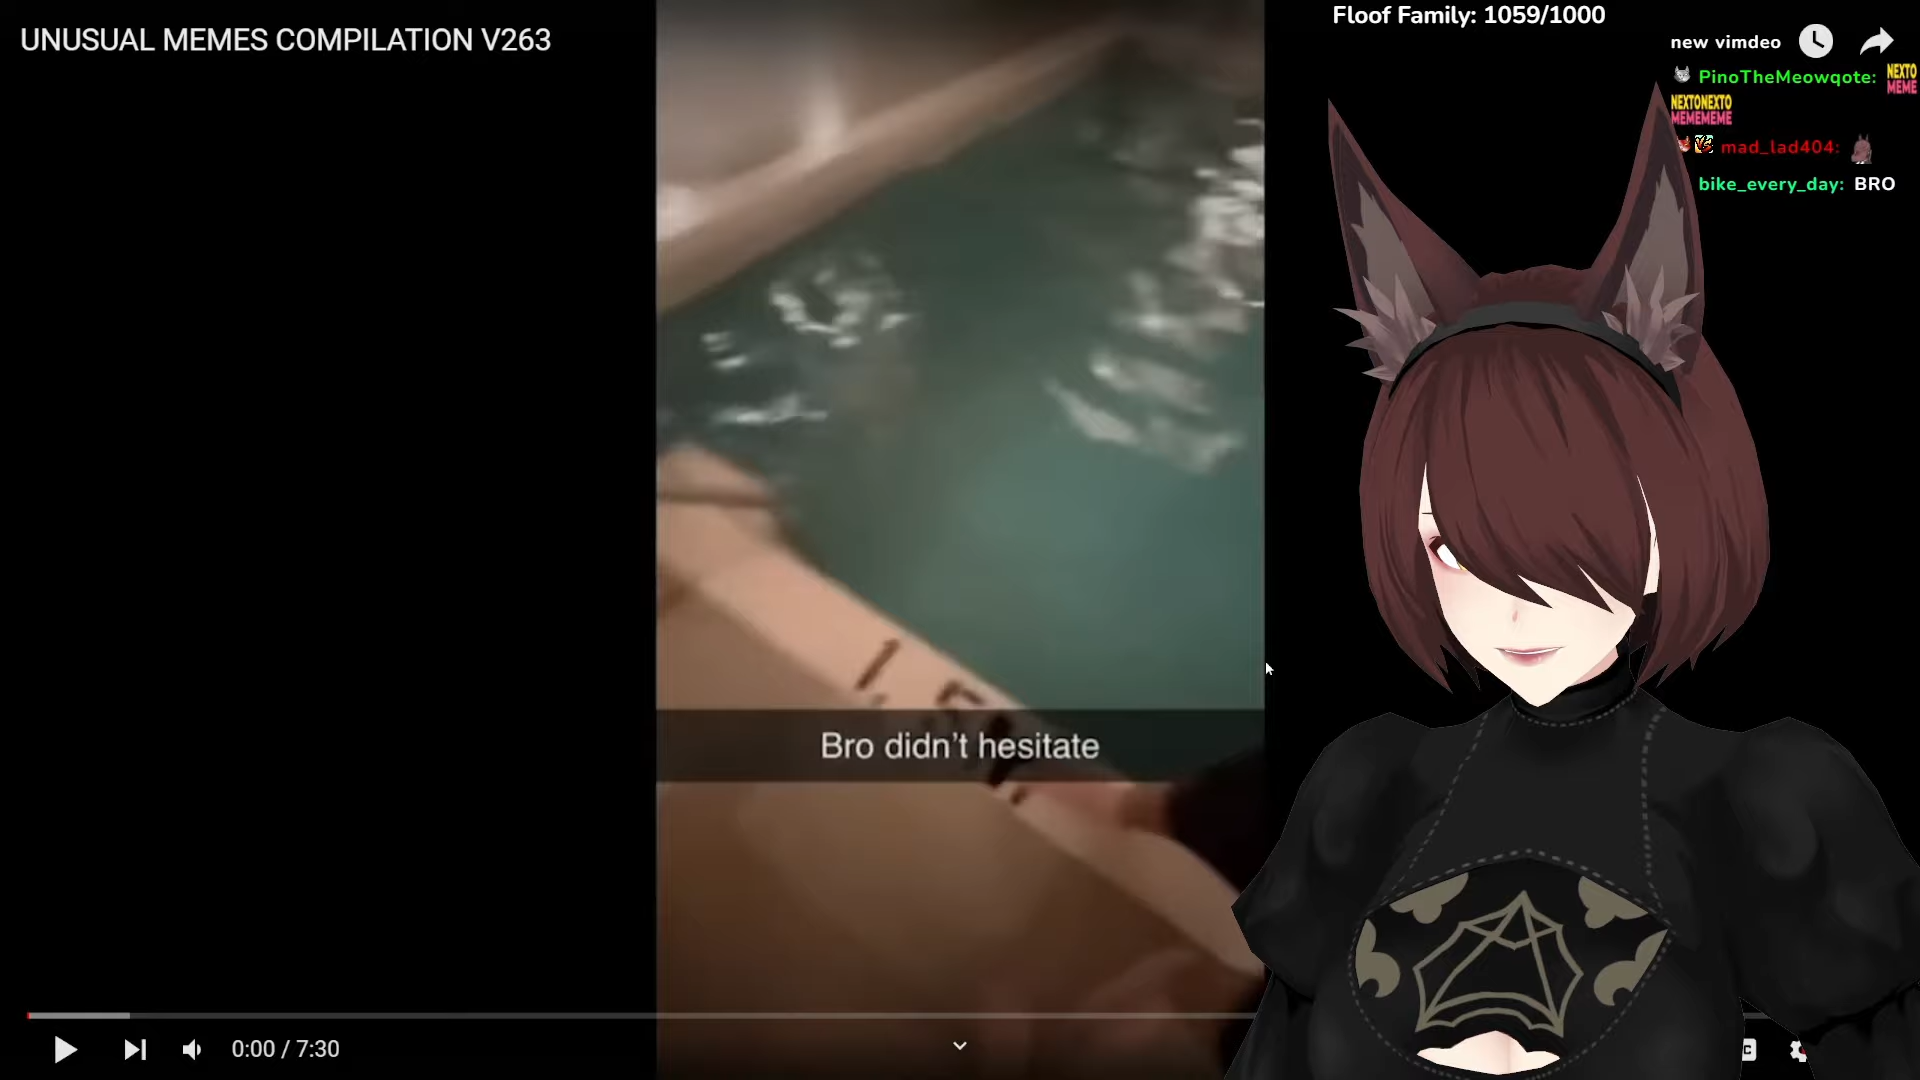 UNUSUAL MEMES COMPILATION V263
Floof Family: 1059/1000
new vimdeo
PinoTheMeowqote: NEXTO MEME
NEXTONEXTO
MEMEMEME
mad_lad404:
bike_every_day: BRO
Bro didn't hesitate
0:00 / 7:30